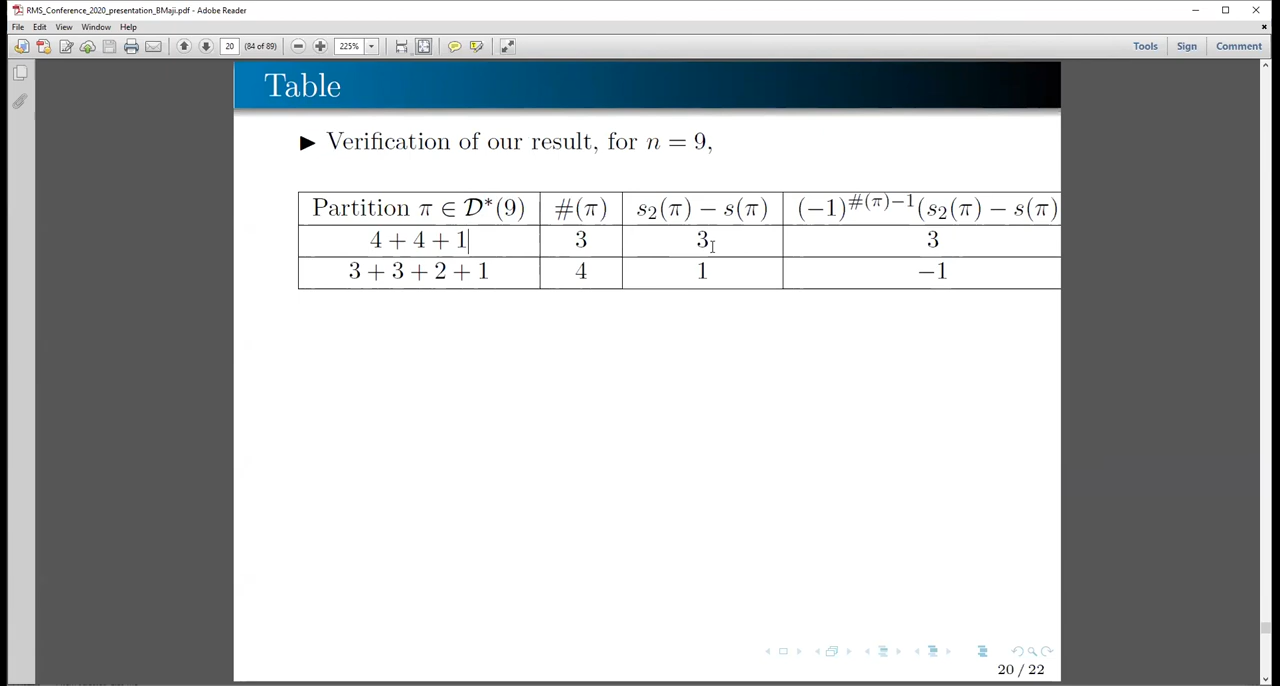 RMS_Conference_2020_presentation_BMaji.pdf - Adobe Reader
File Edit View Window Help
20 (84 of 89) 225% Tools Sign Comment
Table
▶ Verification of our result, for n = 9,
Partition π ∈ 𝒟*(9) #(π) s₂(π) − s(π) (−1)^{#(π)−1}(s₂(π) − s(π)
4 + 4 + 1 3 3 3
3 + 3 + 2 + 1 4 1 −1
20 / 22